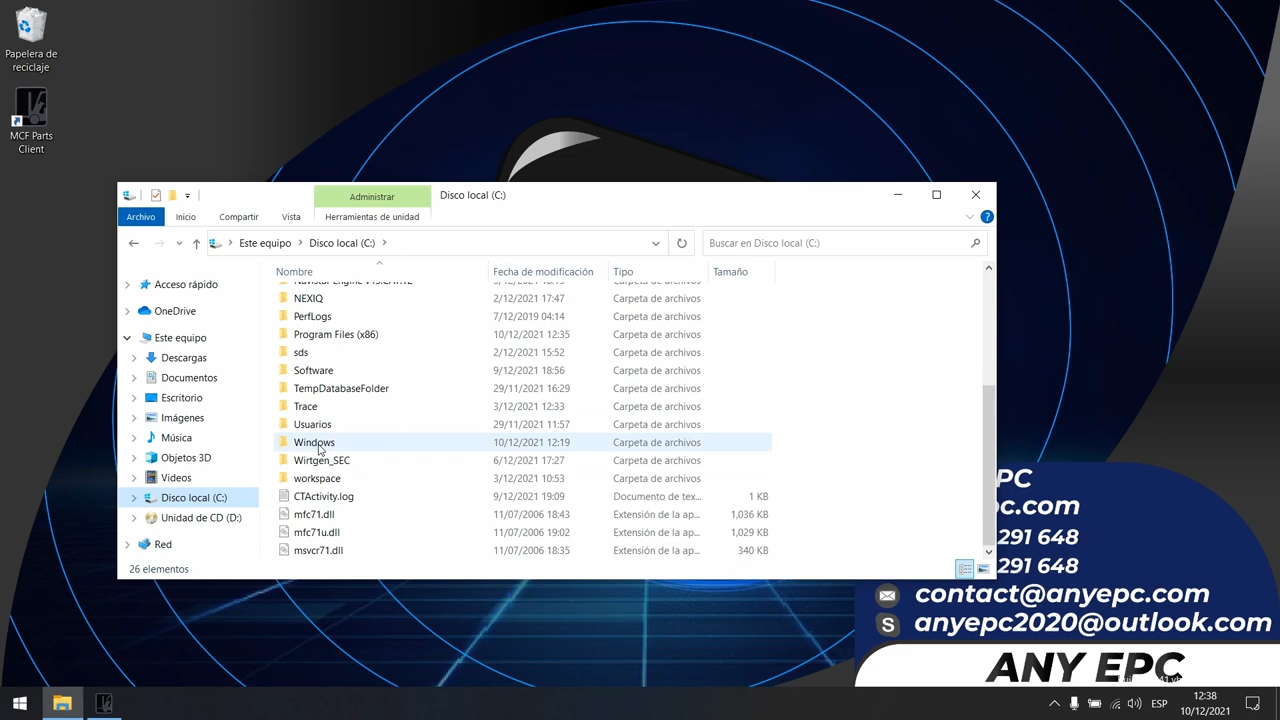 Papelera de
reciclaje
MCF Parts
Client
Administrar
Disco local (C:)
Archivo
Inicio
Compartir
Vista
Herramientas de unidad
Este equipo
Disco local (C:)
Buscar en Disco local (C:)
Nombre
Fecha de modificación
Tipo
Tamaño
Acceso rápido
OneDrive
Este equipo
Descargas
Documentos
Escritorio
Imágenes
Música
Objetos 3D
Videos
Disco local (C:)
Unidad de CD (D:)
Red
NEXIQ 2/12/2021 17:47 Carpeta de archivos
PerfLogs 7/12/2019 04:14 Carpeta de archivos
Program Files (x86) 10/12/2021 12:35 Carpeta de archivos
sds 2/12/2021 15:52 Carpeta de archivos
Software 9/12/2021 18:56 Carpeta de archivos
TempDatabaseFolder 29/11/2021 16:29 Carpeta de archivos
Trace 3/12/2021 12:33 Carpeta de archivos
Usuarios 29/11/2021 11:57 Carpeta de archivos
Windows 10/12/2021 12:19 Carpeta de archivos
Wirtgen_SEC 6/12/2021 17:27 Carpeta de archivos
workspace 3/12/2021 10:53 Carpeta de archivos
CTActivity.log 9/12/2021 19:09 Documento de tex... 1 KB
mfc71.dll 11/07/2006 18:43 Extensión de la ap... 1,036 KB
mfc71u.dll 11/07/2006 19:02 Extensión de la ap... 1,029 KB
msvcr71.dll 11/07/2006 18:35 Extensión de la ap... 340 KB
26 elementos
PC
c.com
291 648
291 648
contact@anyepc.com
S
anyepc2020@outlook.com
ANY EPC
ESP
12:38
10/12/2021